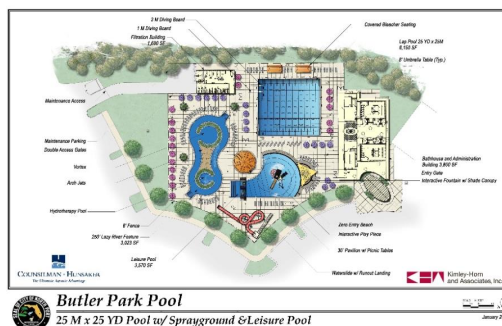 3 M Diving Board
1 M Diving Board
Filtration Building
1,600 SF
Covered Bleacher Seating
Lap Pool 25 YD x 25M
8,150 SF
8' Umbrella Table (Typ.)
Maintenance Access
Maintenance Parking
Double Access Gates
Vortex
Arch Jets
Hydrotherapy Pool
6' Fence
250' Lazy River Feature
3,023 SF
Leisure Pool
3,570 SF
Bathhouse and Administration
Building 3,800 SF
Entry Gate
Interactive Fountain w/ Shade Canopy
Zero Entry Beach
Interactive Play Piece
30' Pavilion w/ Picnic Tables
Waterslide w/ Runout Landing
COUNSILMAN · HUNSAKER
Kimley-Horn
and Associates, Inc.
Butler Park Pool
25 M x 25 YD Pool w/ Sprayground & Leisure Pool